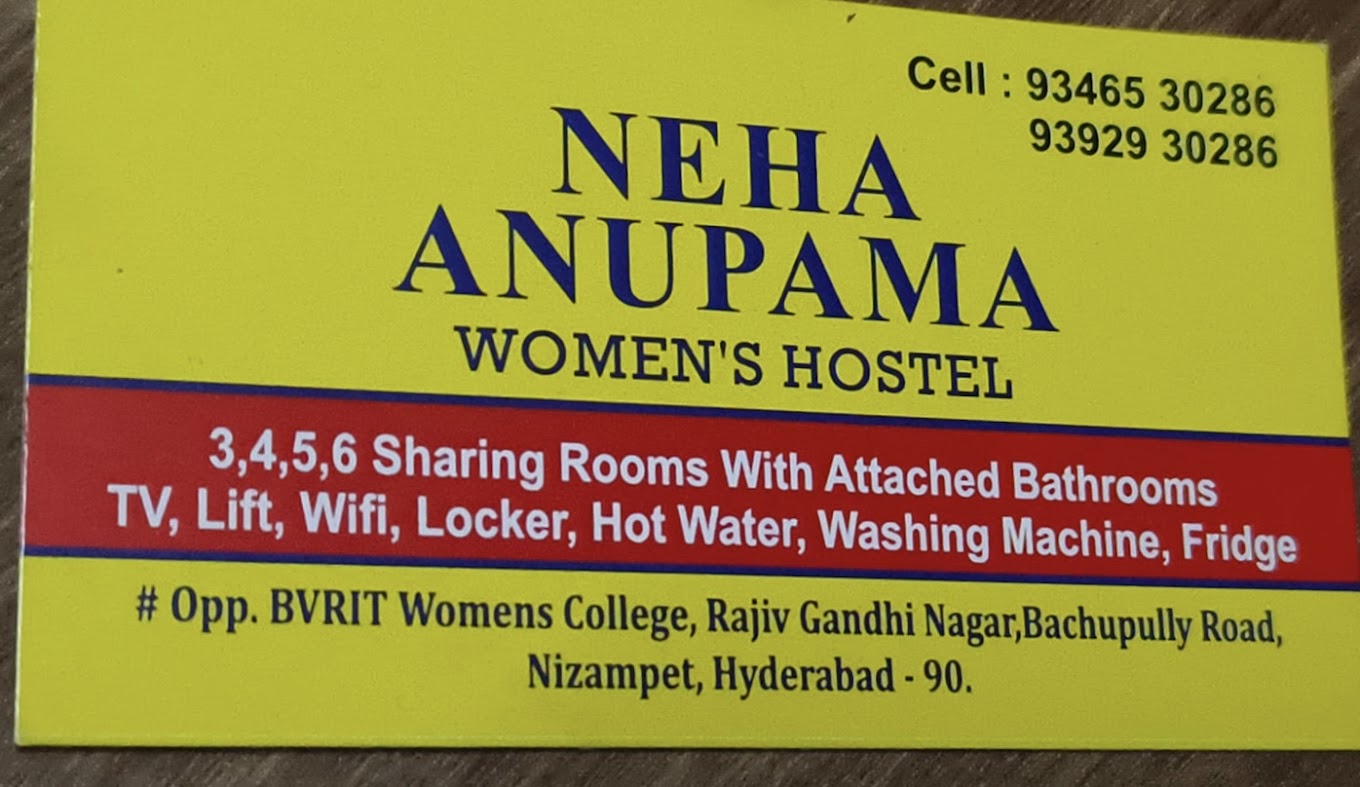 Cell : 93465 30286
93929 30286
NEHA
ANUPAMA
WOMEN'S HOSTEL
3,4,5,6 Sharing Rooms With Attached Bathrooms
TV, Lift, Wifi, Locker, Hot Water, Washing Machine, Fridge
# Opp. BVRIT Womens College, Rajiv Gandhi Nagar,Bachupully Road,
Nizampet, Hyderabad - 90.